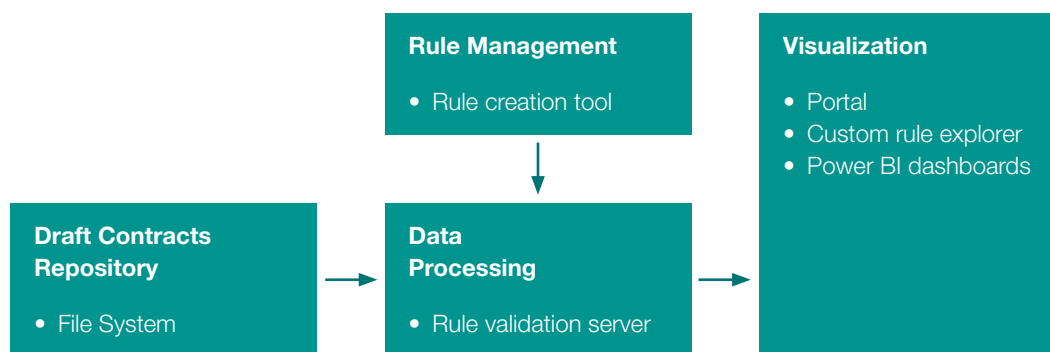 Rule Management
• Rule creation tool
Visualization
• Portal
• Custom rule explorer
• Power BI dashboards
Draft Contracts
Repository
• File System
Data
Processing
• Rule validation server